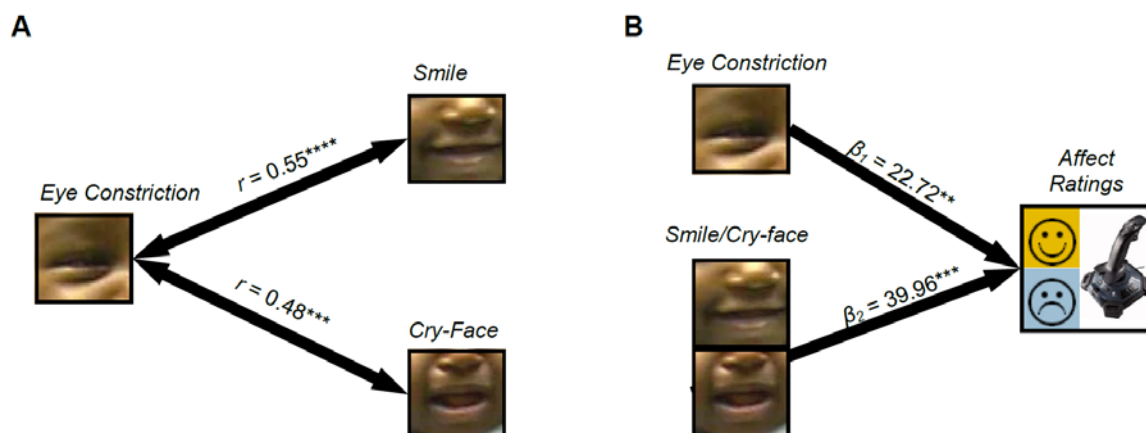 A
Smile
r = 0.55****
Eye Constriction
r = 0.48***
Cry-Face
B
Eye Constriction
β1 = 22.72**
Affect
Ratings
Smile/Cry-face
β2 = 39.96***